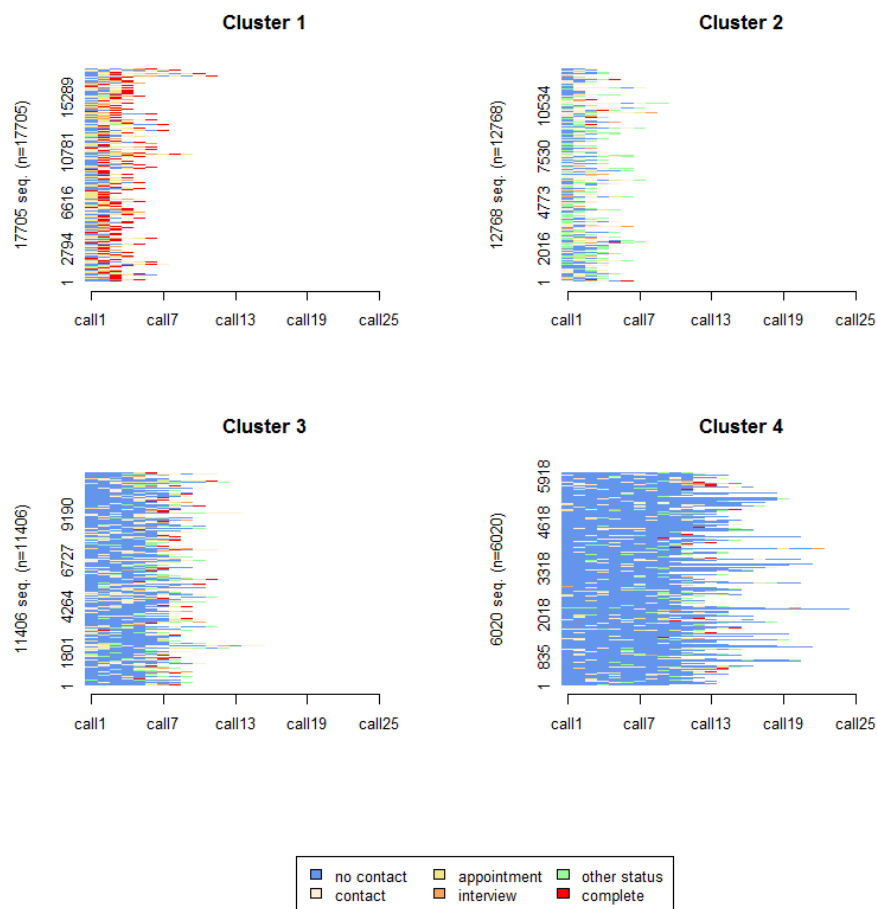 Cluster 1
Cluster 2
17705 seq. (n=17705)
1 2794 6616 10781 15289
12768 seq. (n=12768)
1 2016 4773 7530 10534
call1 call7 call13 call19 call25
call1 call7 call13 call19 call25
Cluster 3
Cluster 4
11406 seq. (n=11406)
1 1801 4264 6727 9190
6020 seq. (n=6020)
1 835 2018 3318 4618 5918
call1 call7 call13 call19 call25
call1 call7 call13 call19 call25
no contact appointment other status
contact interview complete